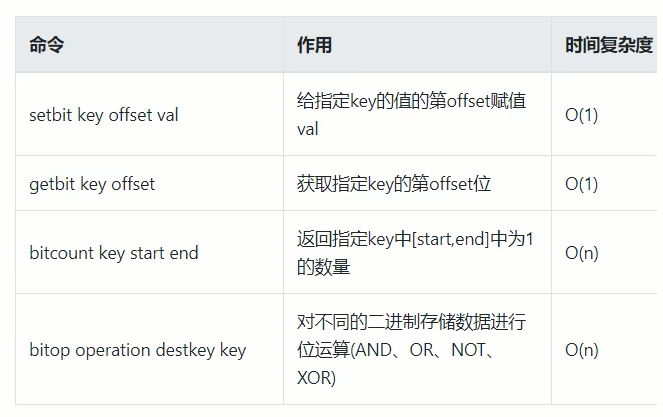 命令 作用 时间复杂度
setbit key offset val 给指定key的值的第offset赋值 O(1)
val
getbit key offset 获取指定key的第offset位 O(1)
bitcount key start end 返回指定key中[start,end]中为1 O(n)
的数量
bitop operation destkey key 对不同的二进制存储数据进行 O(n)
位运算(AND、OR、NOT、
XOR)